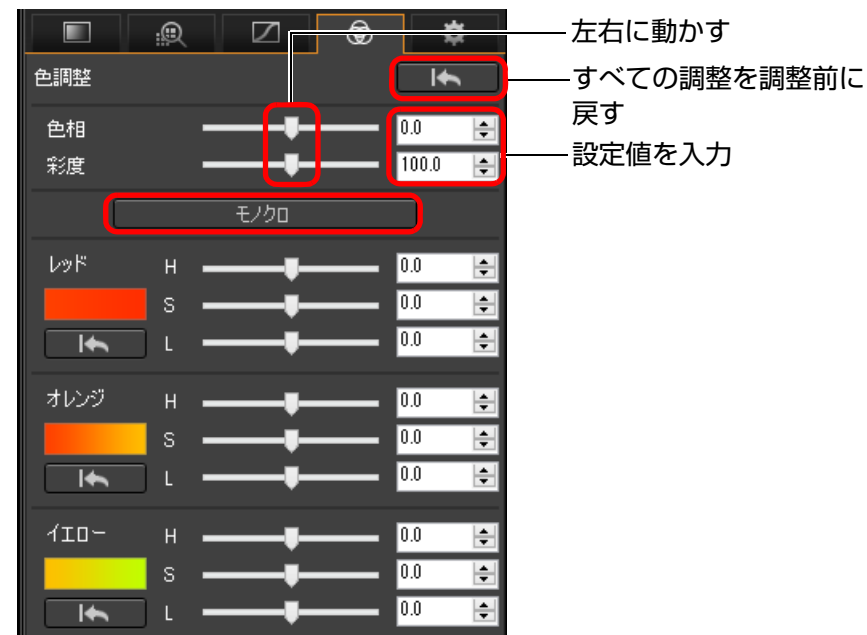 左右に動かす
色調整
すべての調整を調整前に
戻す
色相 0.0
設定値を入力
彩度 100.0
モノクロ
レッド H 0.0
S 0.0
L 0.0
オレンジ H 0.0
S 0.0
L 0.0
イエロー H 0.0
S 0.0
L 0.0